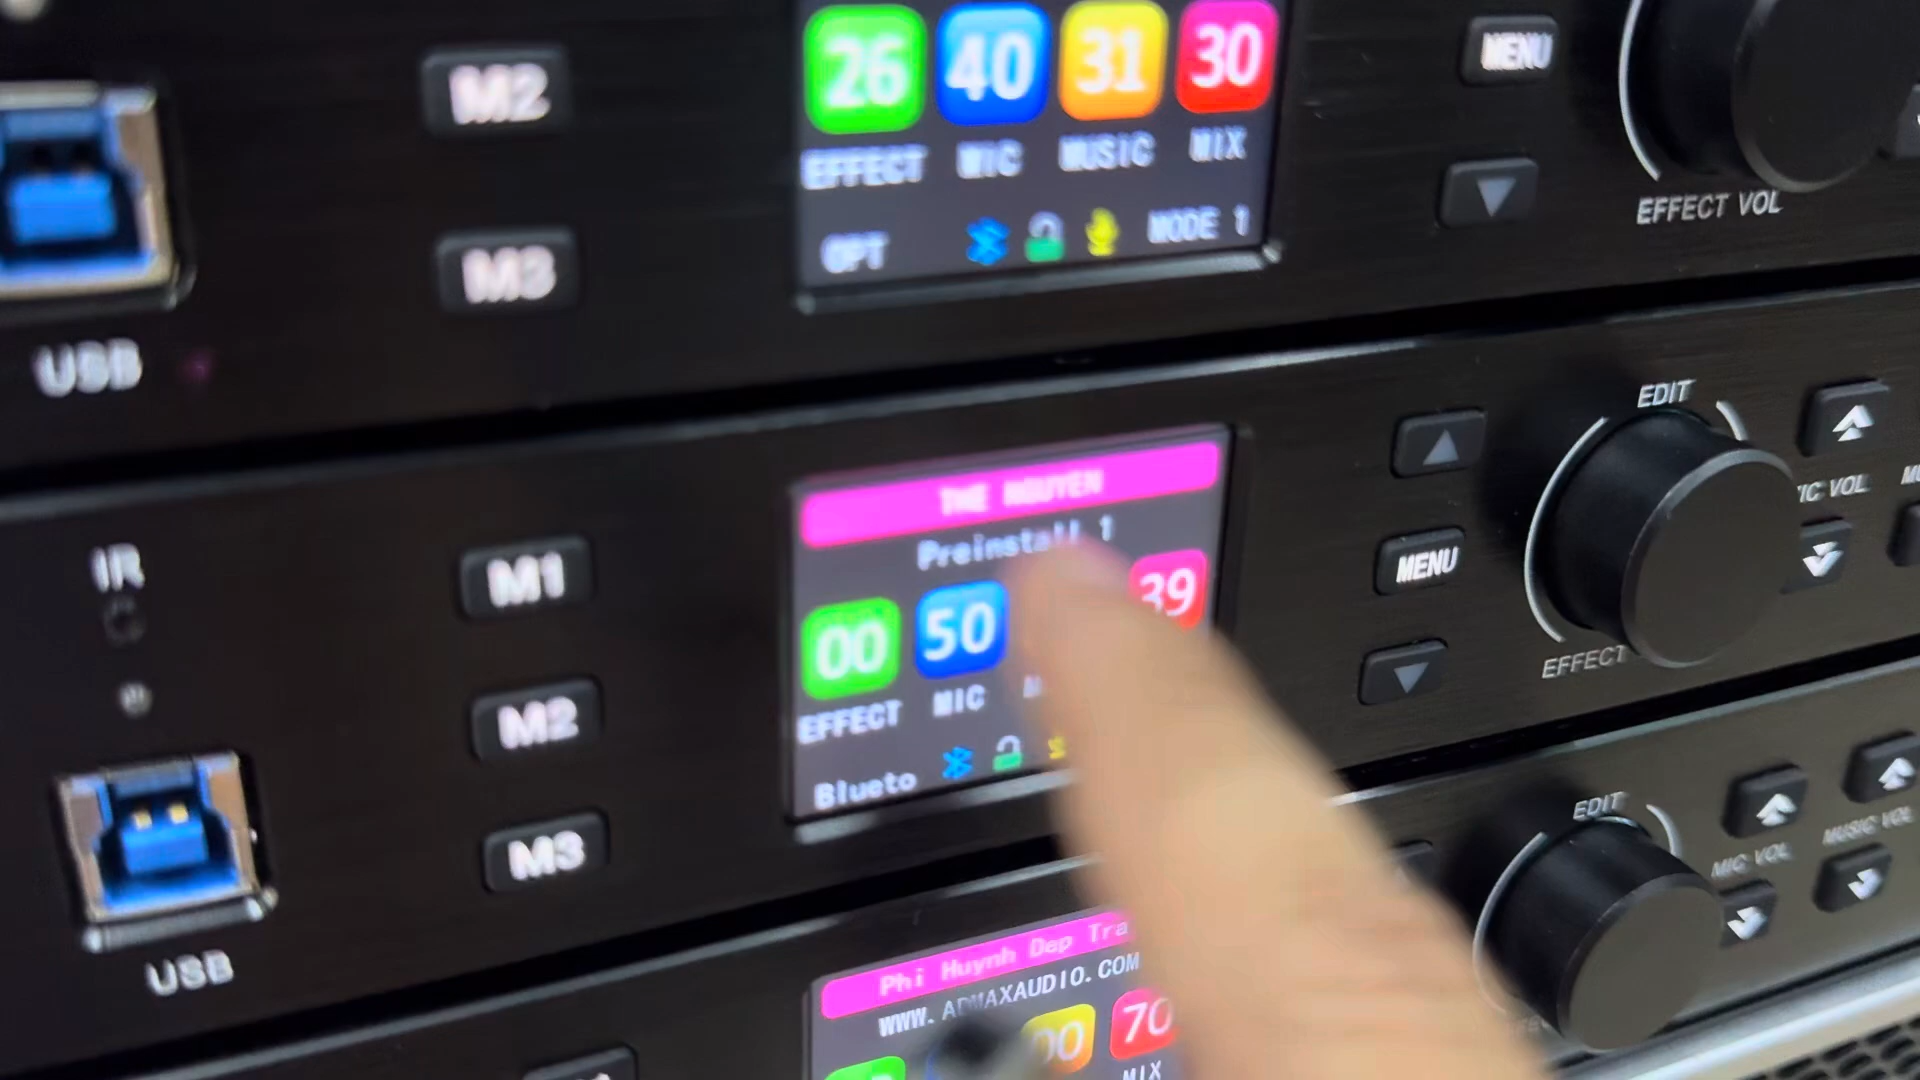 26 40 31 30
EFFECT MIC MUSIC MIX
OPT MODE 1
M2
M3
USB
MENU
EFFECT VOL
IR
M1
M2
M3
USB
THE NGUYEN
Preinstall 1
00 50 39
EFFECT MIC
Blueto
EDIT
MENU
EFFECT
VOL
Phi Huynh Dep Tra
WWW.ADMAXAUDIO.COM
70
MIX
EDIT
MIC VOL
MUSIC VOL